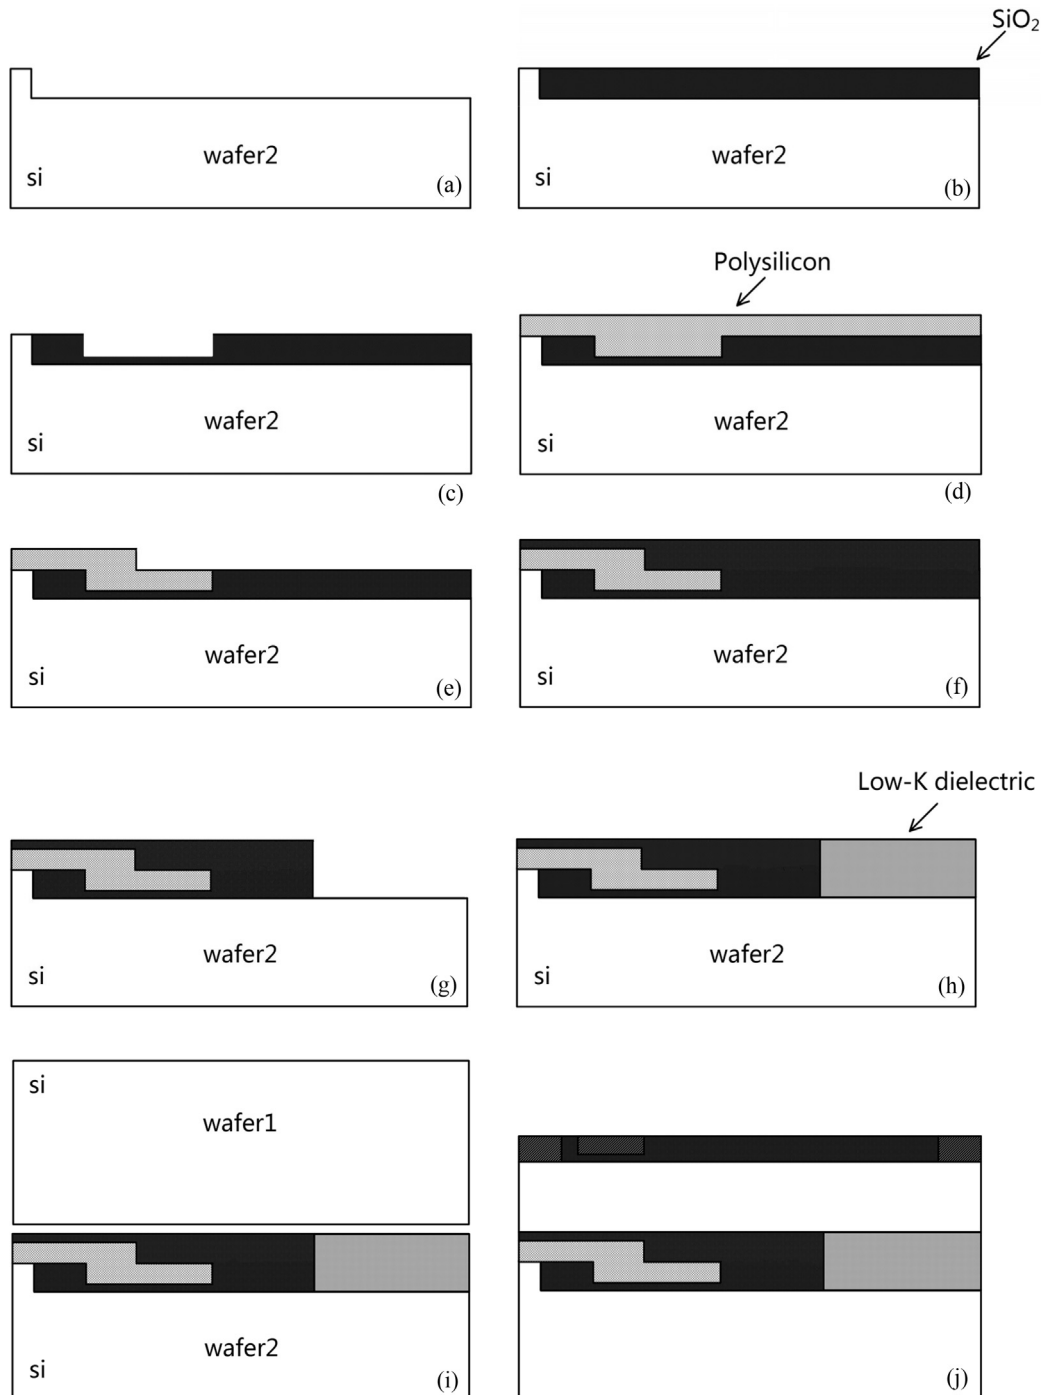 SiO₂
wafer2
si
(a)
wafer2
si
(b)
Polysilicon
wafer2
si
(c)
wafer2
si
(d)
wafer2
si
(e)
wafer2
si
(f)
Low-K dielectric
wafer2
si
(g)
wafer2
si
(h)
si
wafer1
wafer2
si
(i)
(j)